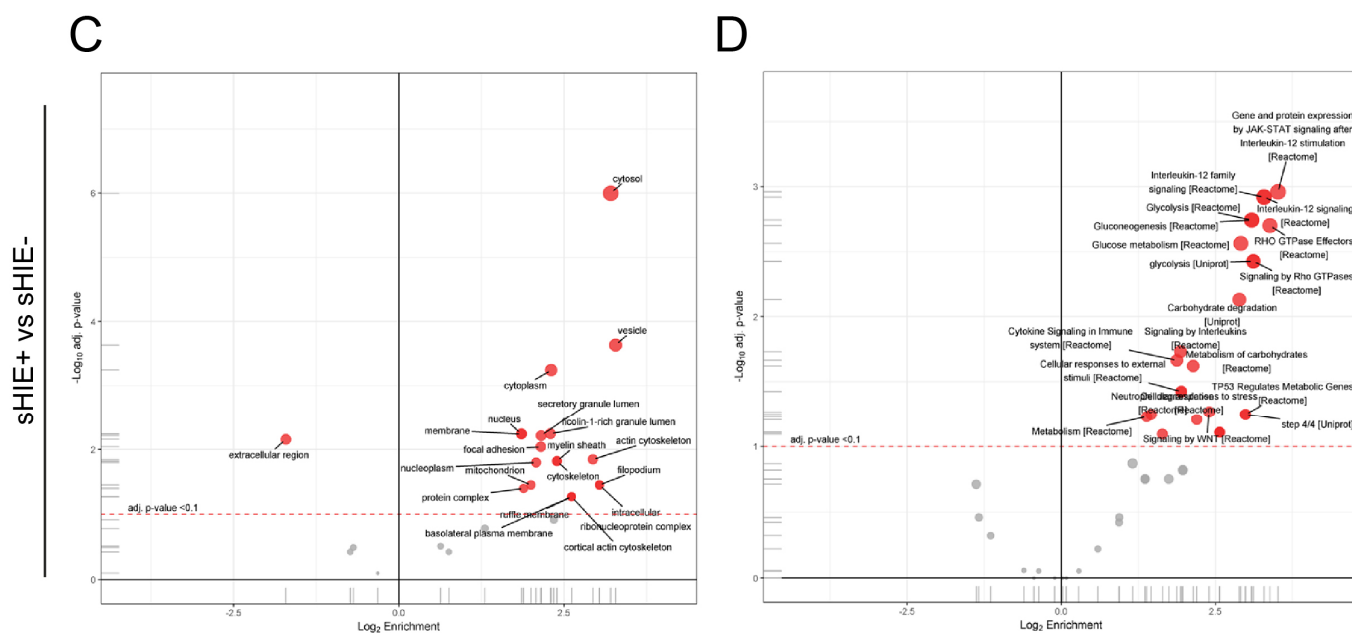 C
D
sHIE+ vs sHIE-
-Log10 adj. p-value
6
4
2
0
-2.5
0.0
2.5
Log2 Enrichment
cytosol
vesicle
cytoplasm
secretory granule lumen
nucleus
ficolin-1-rich granule lumen
membrane
actin cytoskeleton
focal adhesion
myelin sheath
extracellular region
nucleoplasm
mitochondrion
cytoskeleton
filopodium
protein complex
adj. p-value <0.1
ruffle membrane
intracellular
ribonucleoprotein complex
basolateral plasma membrane
cortical actin cytoskeleton
-Log10 adj. p-value
3
2
1
0
-2.5
0.0
2.5
Log2 Enrichment
Gene and protein expression
by JAK-STAT signaling after
Interleukin-12 stimulation
[Reactome]
Interleukin-12 family
signaling [Reactome]
Glycolysis [Reactome]
Interleukin-12 signaling
[Reactome]
Gluconeogenesis [Reactome]
Glucose metabolism [Reactome]
RHO GTPase Effectors
[Reactome]
glycolysis [Uniprot]
Signaling by Rho GTPases
[Reactome]
Carbohydrate degradation
[Uniprot]
Cytokine Signaling in Immune
system [Reactome]
Signaling by Interleukins
[Reactome]
Metabolism of carbohydrates
[Reactome]
Cellular responses to external
stimuli [Reactome]
TP53 Regulates Metabolic Genes
[Reactome]
Neutrophil degranulation
[Reactome]
Cellular responses to stress
[Reactome]
Metabolism [Reactome]
step 4/4 [Uniprot]
Signaling by WNT [Reactome]
adj. p-value <0.1